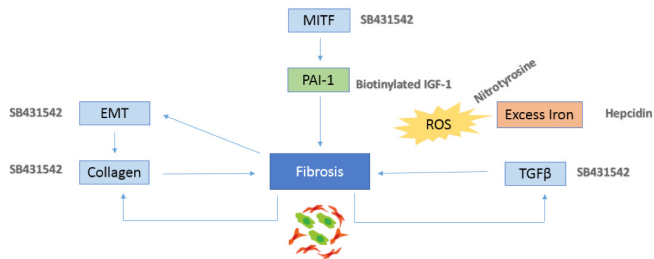 MITF
SB431542
PAI-1
Biotinylated IGF-1
Nitrotyrosine
SB431542
EMT
ROS
Excess Iron
Hepcidin
SB431542
Collagen
Fibrosis
TGFβ
SB431542